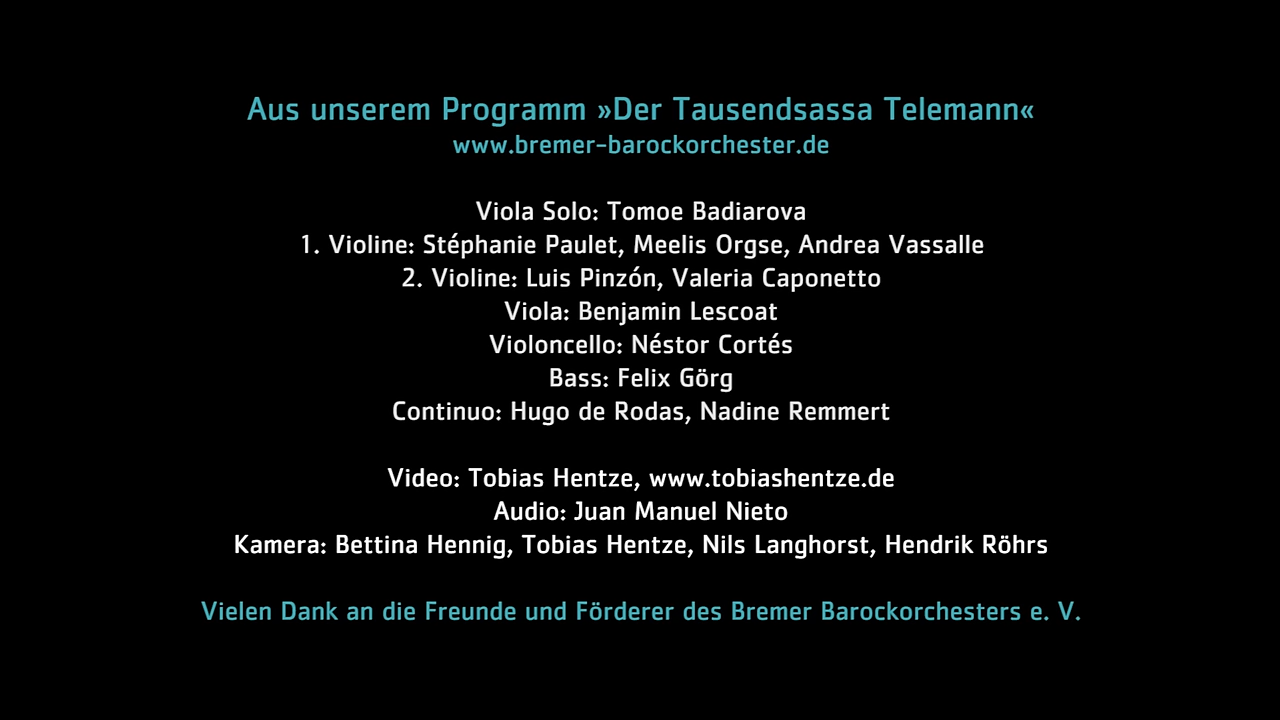 Aus unserem Programm »Der Tausendsassa Telemann«
www.bremer-barockorchester.de
Viola Solo: Tomoe Badiarova
1. Violine: Stéphanie Paulet, Meelis Orgse, Andrea Vassalle
2. Violine: Luis Pinzón, Valeria Caponetto
Viola: Benjamin Lescoat
Violoncello: Néstor Cortés
Bass: Felix Görg
Continuo: Hugo de Rodas, Nadine Remmert
Video: Tobias Hentze, www.tobiashentze.de
Audio: Juan Manuel Nieto
Kamera: Bettina Hennig, Tobias Hentze, Nils Langhorst, Hendrik Röhrs
Vielen Dank an die Freunde und Förderer des Bremer Barockorchesters e. V.